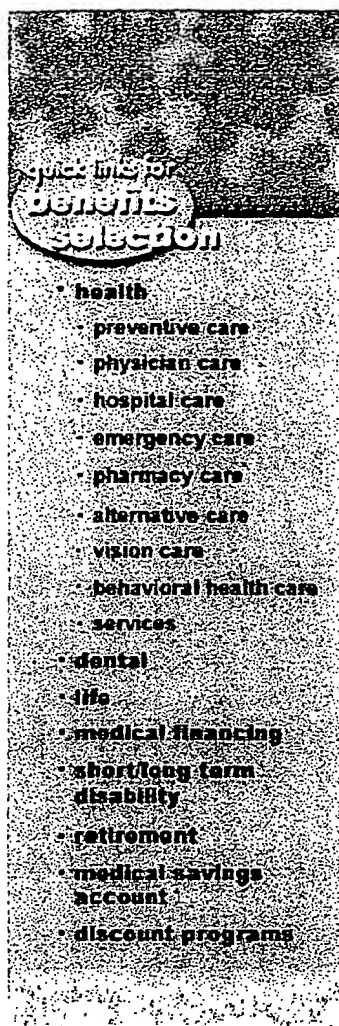 quick links for
benefits
selection
· health
· preventive care
· physician care
· hospital care
· emergency care
· pharmacy care
· alternative care
· vision care
· behavioral health care
· services
· dental
· life
· medical financing
· short/long term
disability
· retirement
· medical savings
account
· discount programs